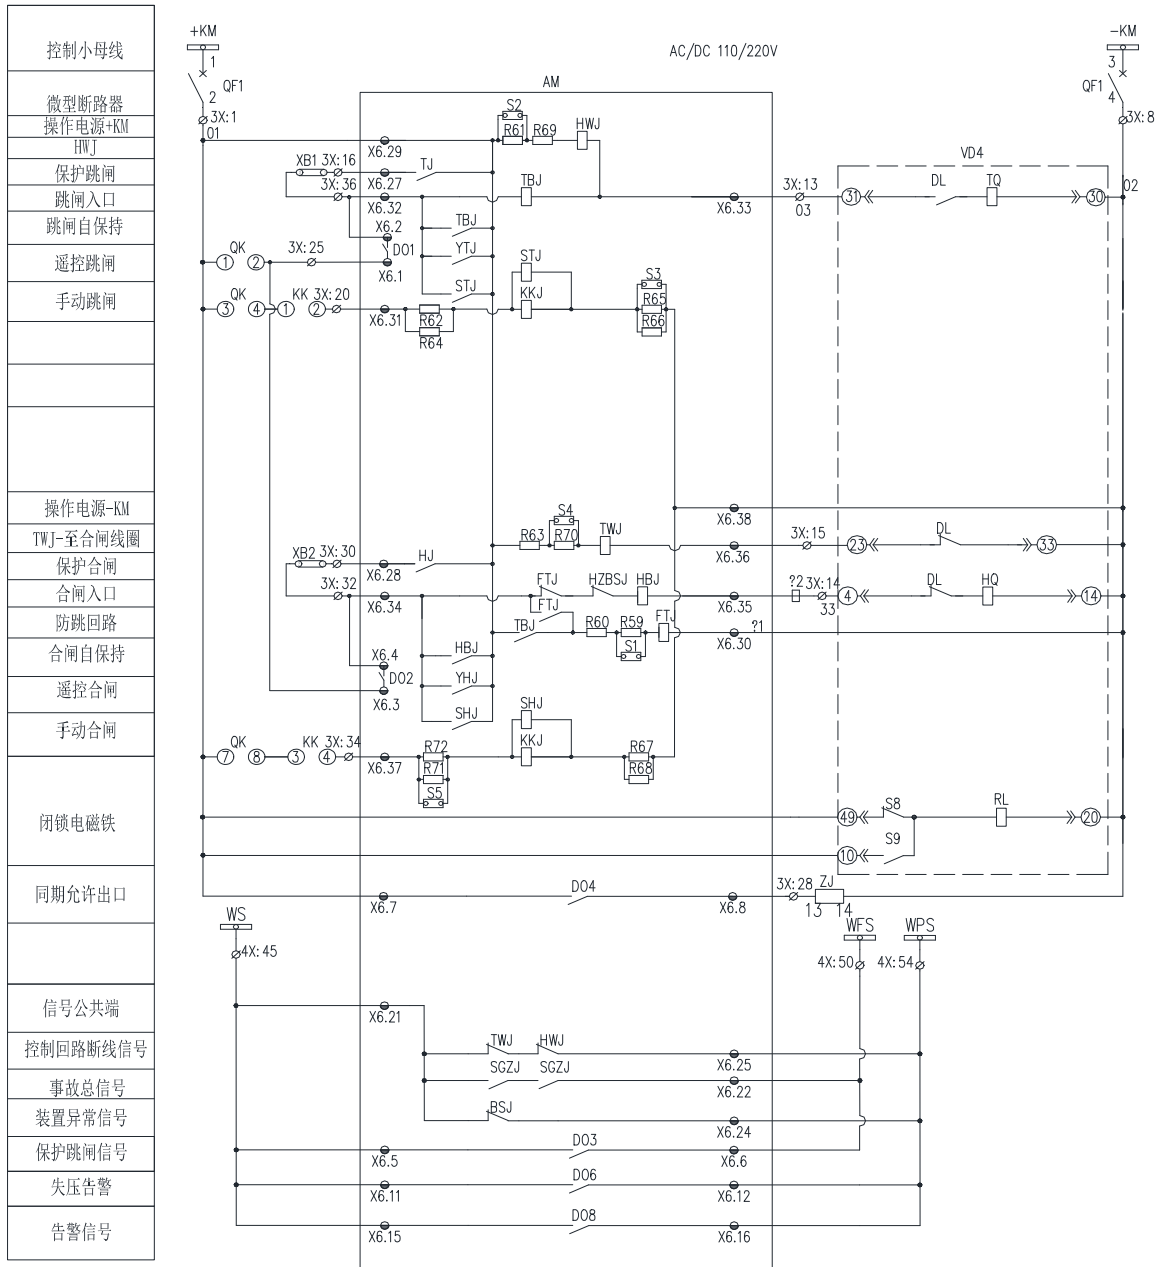 控制小母线
微型断路器
操作电源+KM
HWJ
保护跳闸
跳闸入口
跳闸自保持
遥控跳闸
手动跳闸
操作电源-KM
TWJ-至合闸线圈
保护合闸
合闸入口
防跳回路
合闸自保持
遥控合闸
手动合闸
闭锁电磁铁
同期允许出口
信号公共端
控制回路断线信号
事故总信号
装置异常信号
保护跳闸信号
失压告警
告警信号
+KM
AC/DC 110/220V
-KM
1
3
QF1
AM
QF1
2
4
3X:1
S2
3X:8
01
R61 R69 HWJ
X6.29
VD4
XB1 3X:16
TJ
3X:36 X6.27
TBJ
3X:13
31
DL
TQ
30
02
X6.32
X6.33
03
X6.2
TBJ
QK
3X:25
DO1
YTJ
STJ
1 2
X6.1
S3
STJ
QK
KK 3X:20
KKJ
R65
3 4 1 2
X6.31
R62
R66
R64
X6.38
S4
TWJ
3X:15
DL
R63 R70
23
33
XB2 3X:30
HJ
X6.36
X6.28
3X:32
FTJ HZBSJ HBJ
?2 3X:14
DL
HQ
X6.34
X6.35
33
4
14
FTJ
TBJ
R60 R59 FTJ
?1
X6.4
S1
X6.30
HBJ
DO2
YHJ
X6.3
SHJ
SHJ
QK
KK 3X:34
R72
KKJ
R67
7 8 3 4
X6.37
R71
R68
S5
S8
RL
49
20
S9
10
DO4
3X:28 ZJ
X6.7
X6.8
13 14
WS
WFS WPS
4X:45
4X:50 4X:54
X6.21
TWJ HWJ
X6.25
SGZJ SGZJ
X6.22
BSJ
X6.24
DO3
X6.5
X6.6
DO6
X6.11
X6.12
DO8
X6.15
X6.16